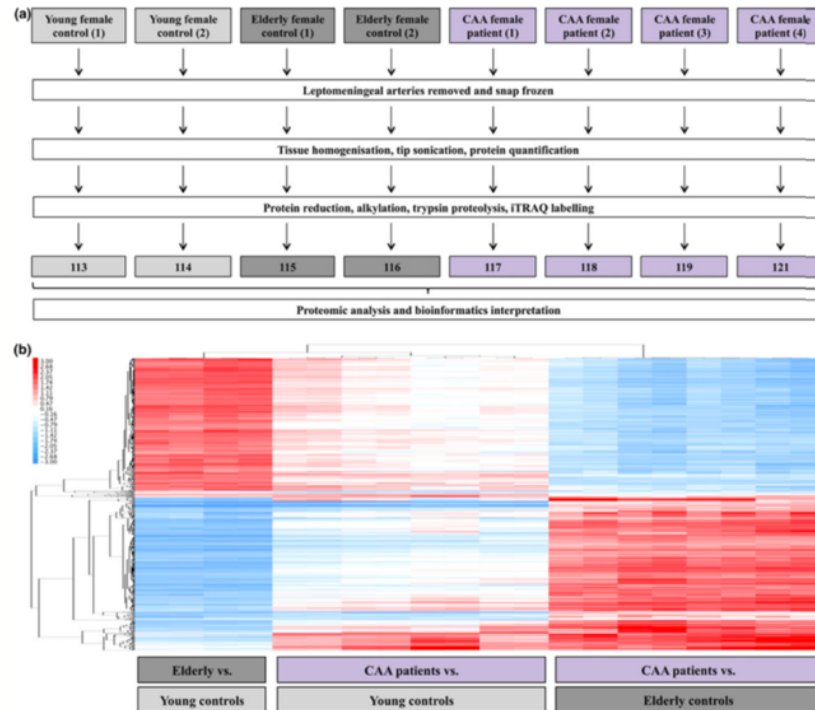 (a)
Young female
control (1)
Young female
control (2)
Elderly female
control (1)
Elderly female
control (2)
CAA female
patient (1)
CAA female
patient (2)
CAA female
patient (3)
CAA female
patient (4)
Leptomeningeal arteries removed and snap frozen
Tissue homogenisation, tip sonication, protein quantification
Protein reduction, alkylation, trypsin proteolysis, iTRAQ labelling
113
114
115
116
117
118
119
121
Proteomic analysis and bioinformatics interpretation
(b)
Elderly vs.
CAA patients vs.
CAA patients vs.
Young controls
Young controls
Elderly controls